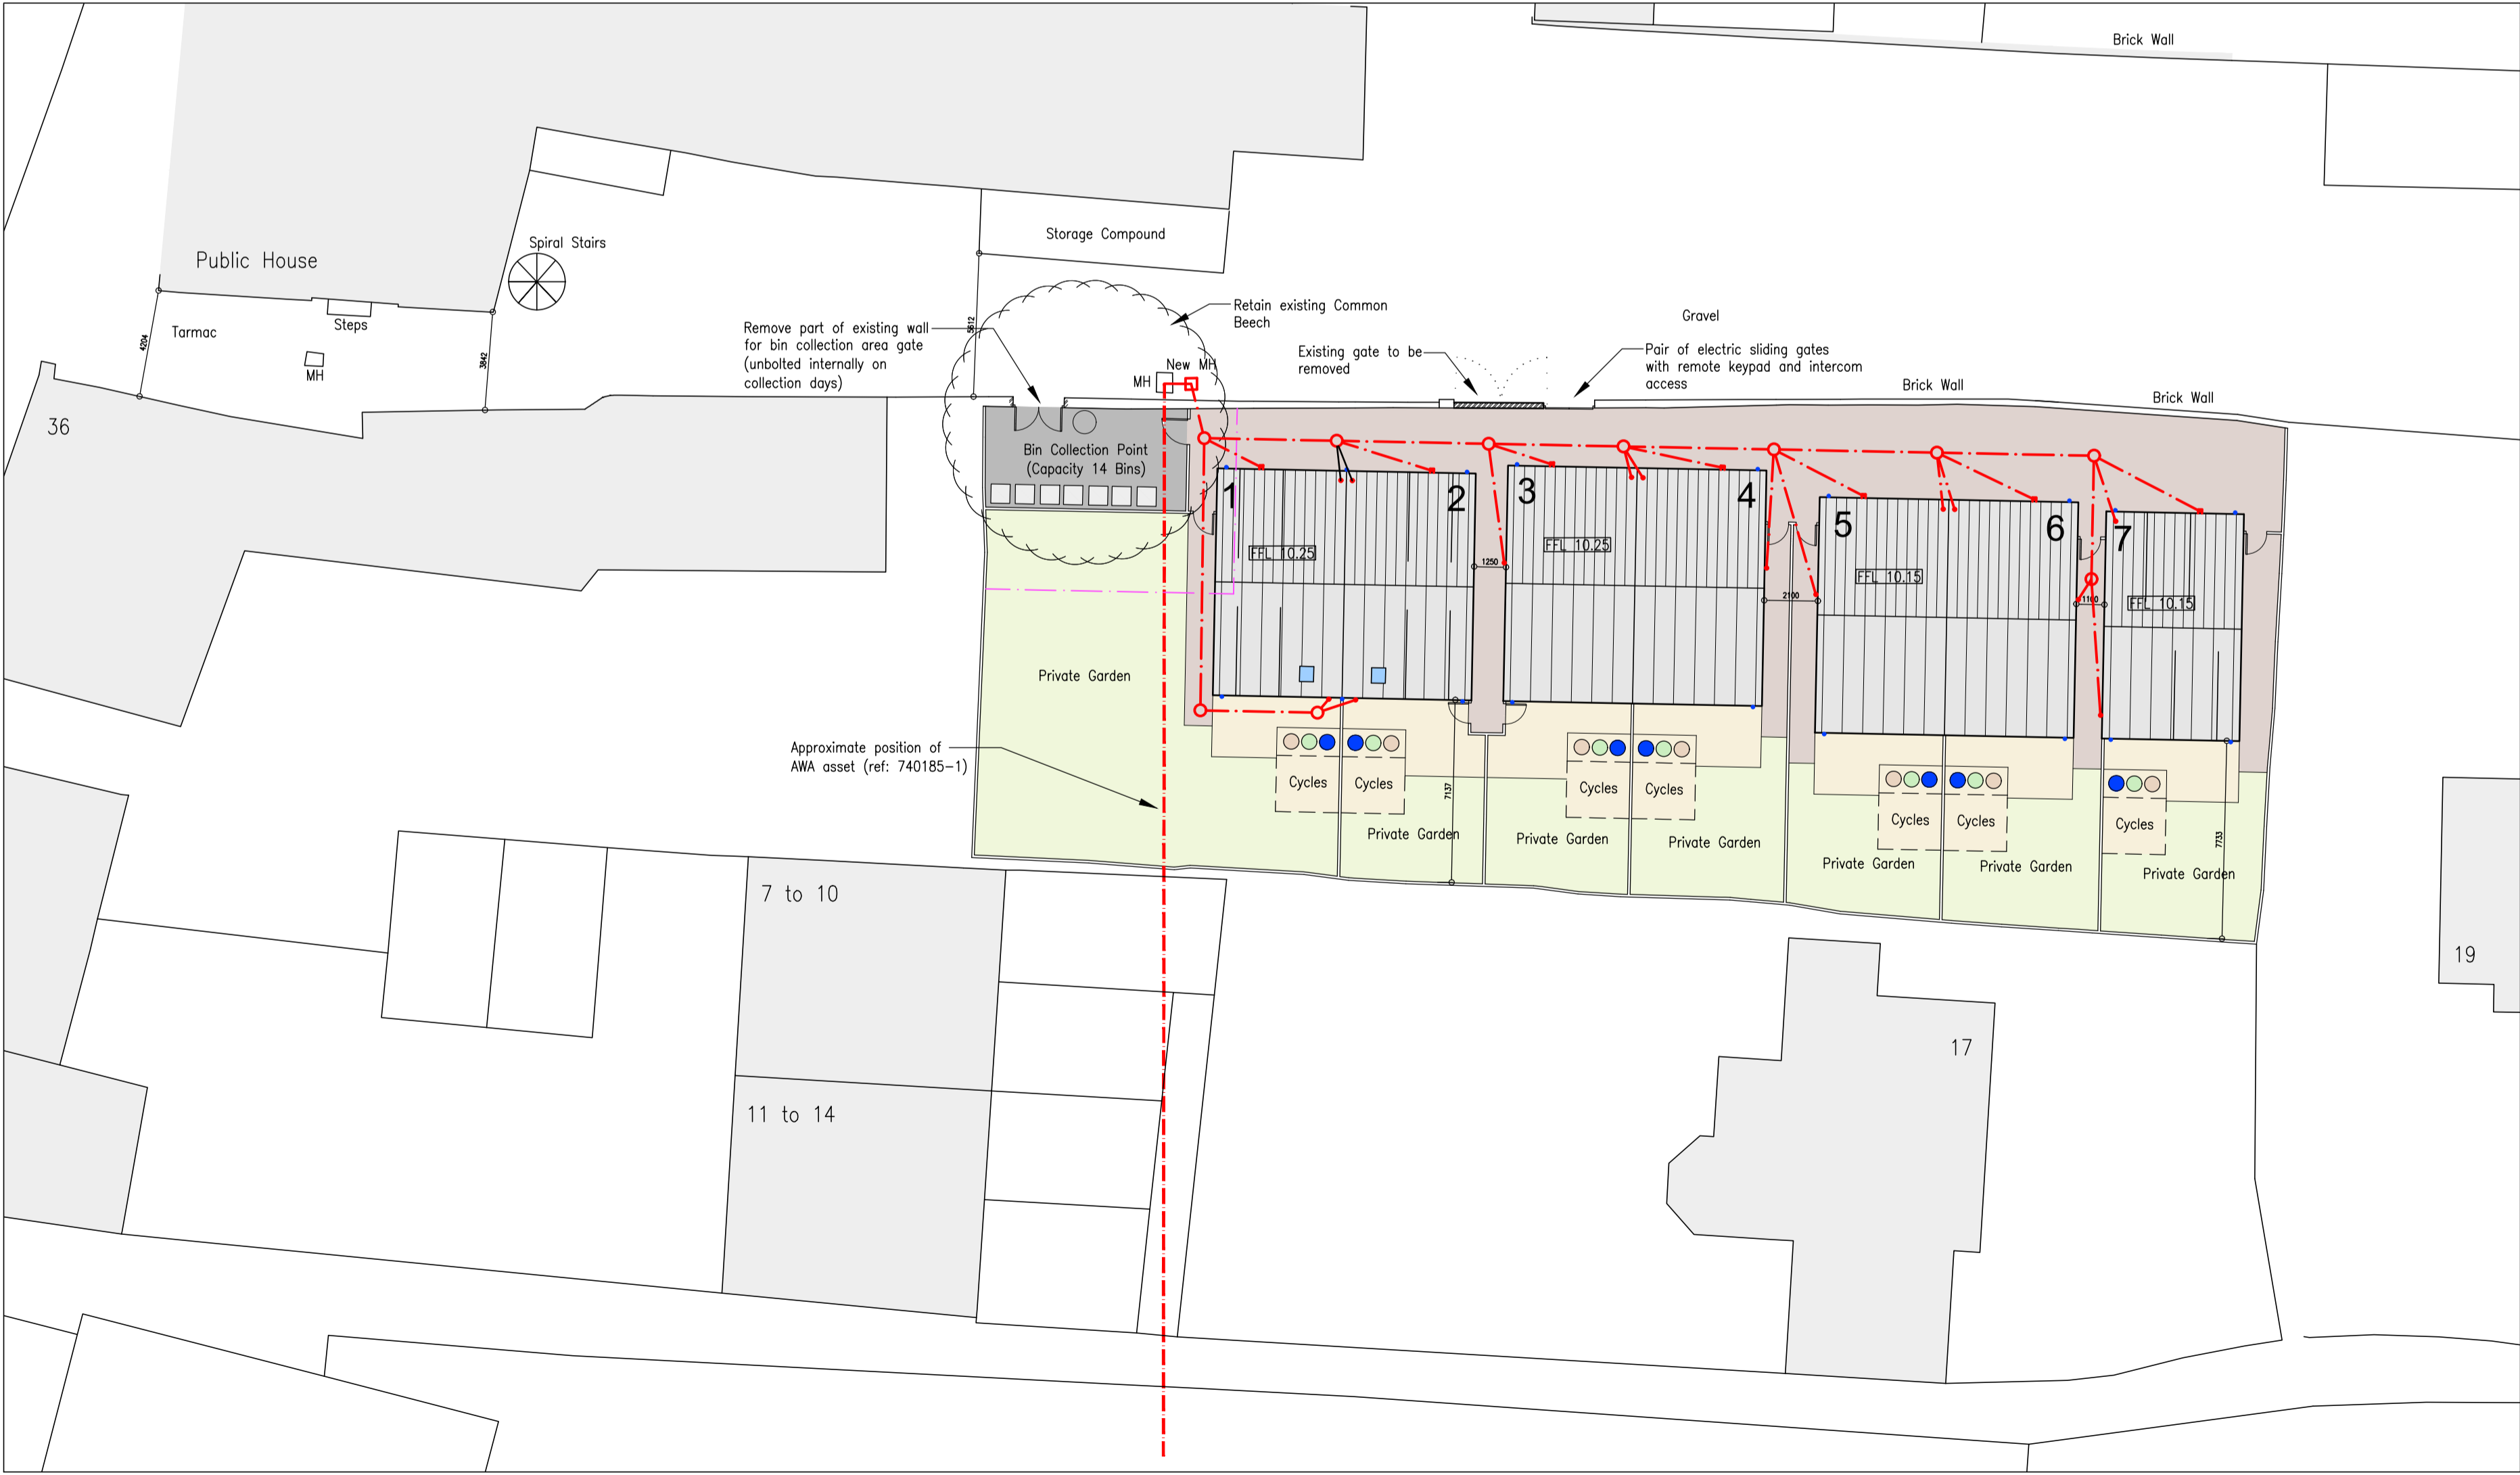 Brick Wall
Storage Compound
Spiral Stairs
Public House
Retain existing Common
Beech
Gravel
Steps
Tarmac
Remove part of existing wall
for bin collection area gate
(unbolted internally on
collection days)
4204
3842
5612
MH
Existing gate to be
removed
Pair of electric sliding gates
with remote keypad and intercom
access
New MH
MH
Brick Wall
Brick Wall
36
Bin Collection Point
(Capacity 14 Bins)
1
2
3
4
5
6
7
FFL 10.25
FFL 10.25
FFL 10.15
FFL 10.15
1250
2100
1100
Private Garden
Approximate position of
AWA asset (ref: 740185-1)
Cycles
Cycles
Cycles
Cycles
Cycles
Cycles
Cycles
7137
7733
Private Garden
Private Garden
Private Garden
Private Garden
Private Garden
Private Garden
7 to 10
19
17
11 to 14